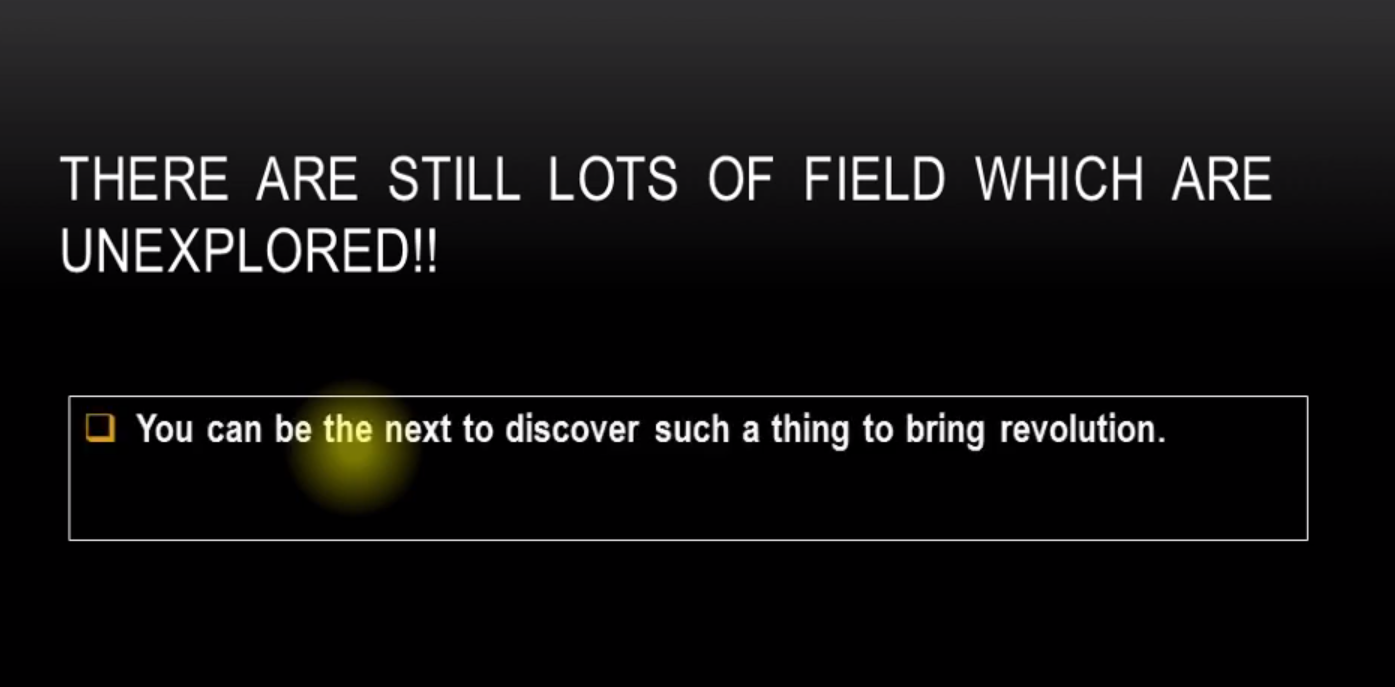 THERE ARE STILL LOTS OF FIELD WHICH ARE
UNEXPLORED!!
You can be the next to discover such a thing to bring revolution.